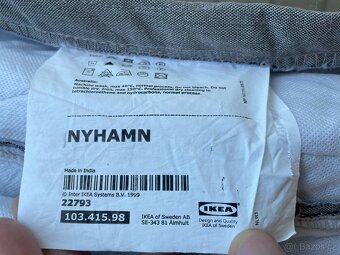 Australia:
Machine wash, max 40°C, normal process. Do not bleach. Do not
tumble dry. Iron, max 150°C. Professional dry cleaning in
tetrachloroethene and hydrocarbons, normal process.
NYHAMN
Made in India
© Inter IKEA Systems B.V. 1999
22793
103.415.98
IKEA of Sweden AB
SE-343 81 Älmhult
IKEA
Design and Quality
IKEA of Sweden